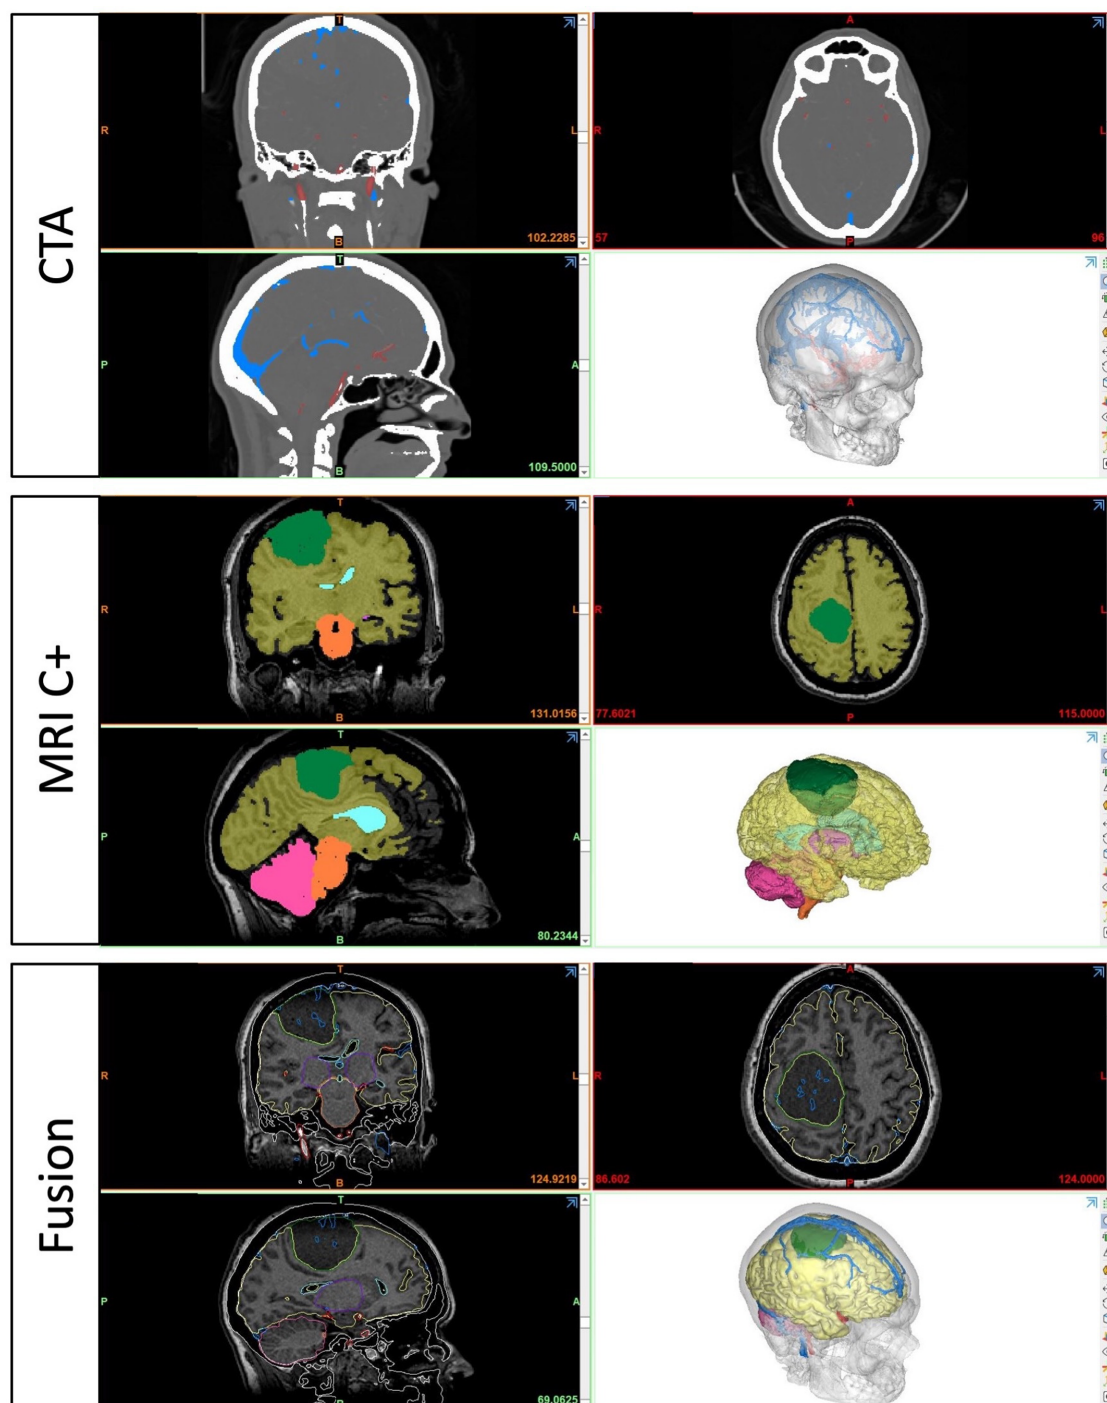 CTA
T
R
L
B
102.2285
A
R
L
57
P
96
T
P
A
B
109.5000
MRI C+
T
R
L
B
131.0156
A
R
L
77.6021
P
115.0000
T
P
A
B
80.2344
Fusion
T
R
L
B
124.9219
A
R
L
86.602
P
124.0000
T
P
A
69.0625